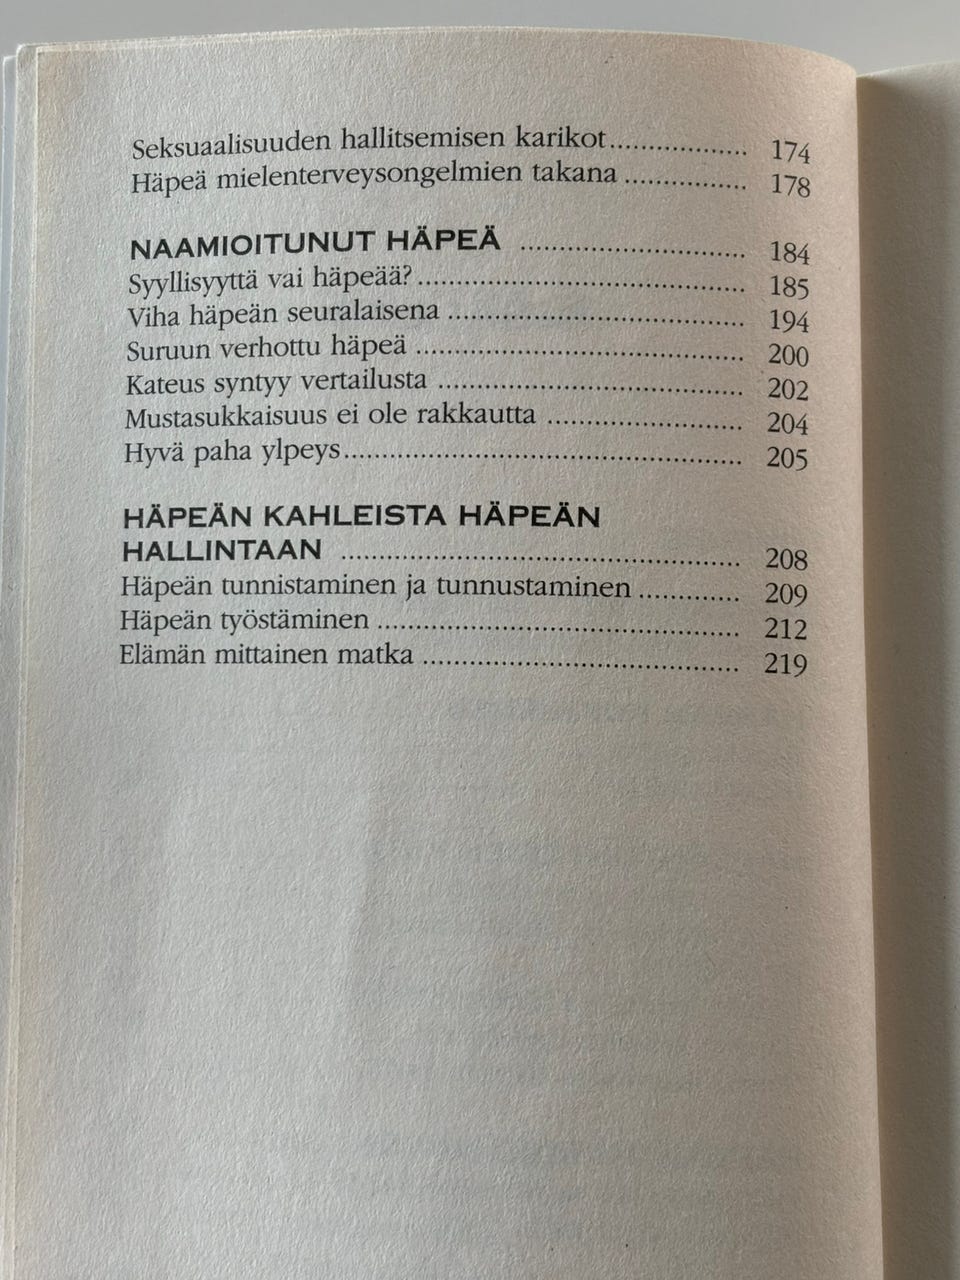 Seksuaalisuuden hallitsemisen karikot.................. 174
Häpeä mielenterveysongelmien takana ................ 178
NAAMIOITUNUT HÄPEÄ ................................ 184
Syyllisyyttä vai häpeää?.............................................. 185
Viha häpeän seuralaisena .......................................... 194
Suruun verhottu häpeä .............................................. 200
Kateus syntyy vertailusta ........................................... 202
Mustasukkaisuus ei ole rakkautta ............................ 204
Hyvä paha ylpeys........................................................ 205
HÄPEÄN KAHLEISTA HÄPEÄN
HALLINTAAN ........................................................ 208
Häpeän tunnistaminen ja tunnustaminen .............. 209
Häpeän työstäminen ................................................... 212
Elämän mittainen matka ............................................ 219